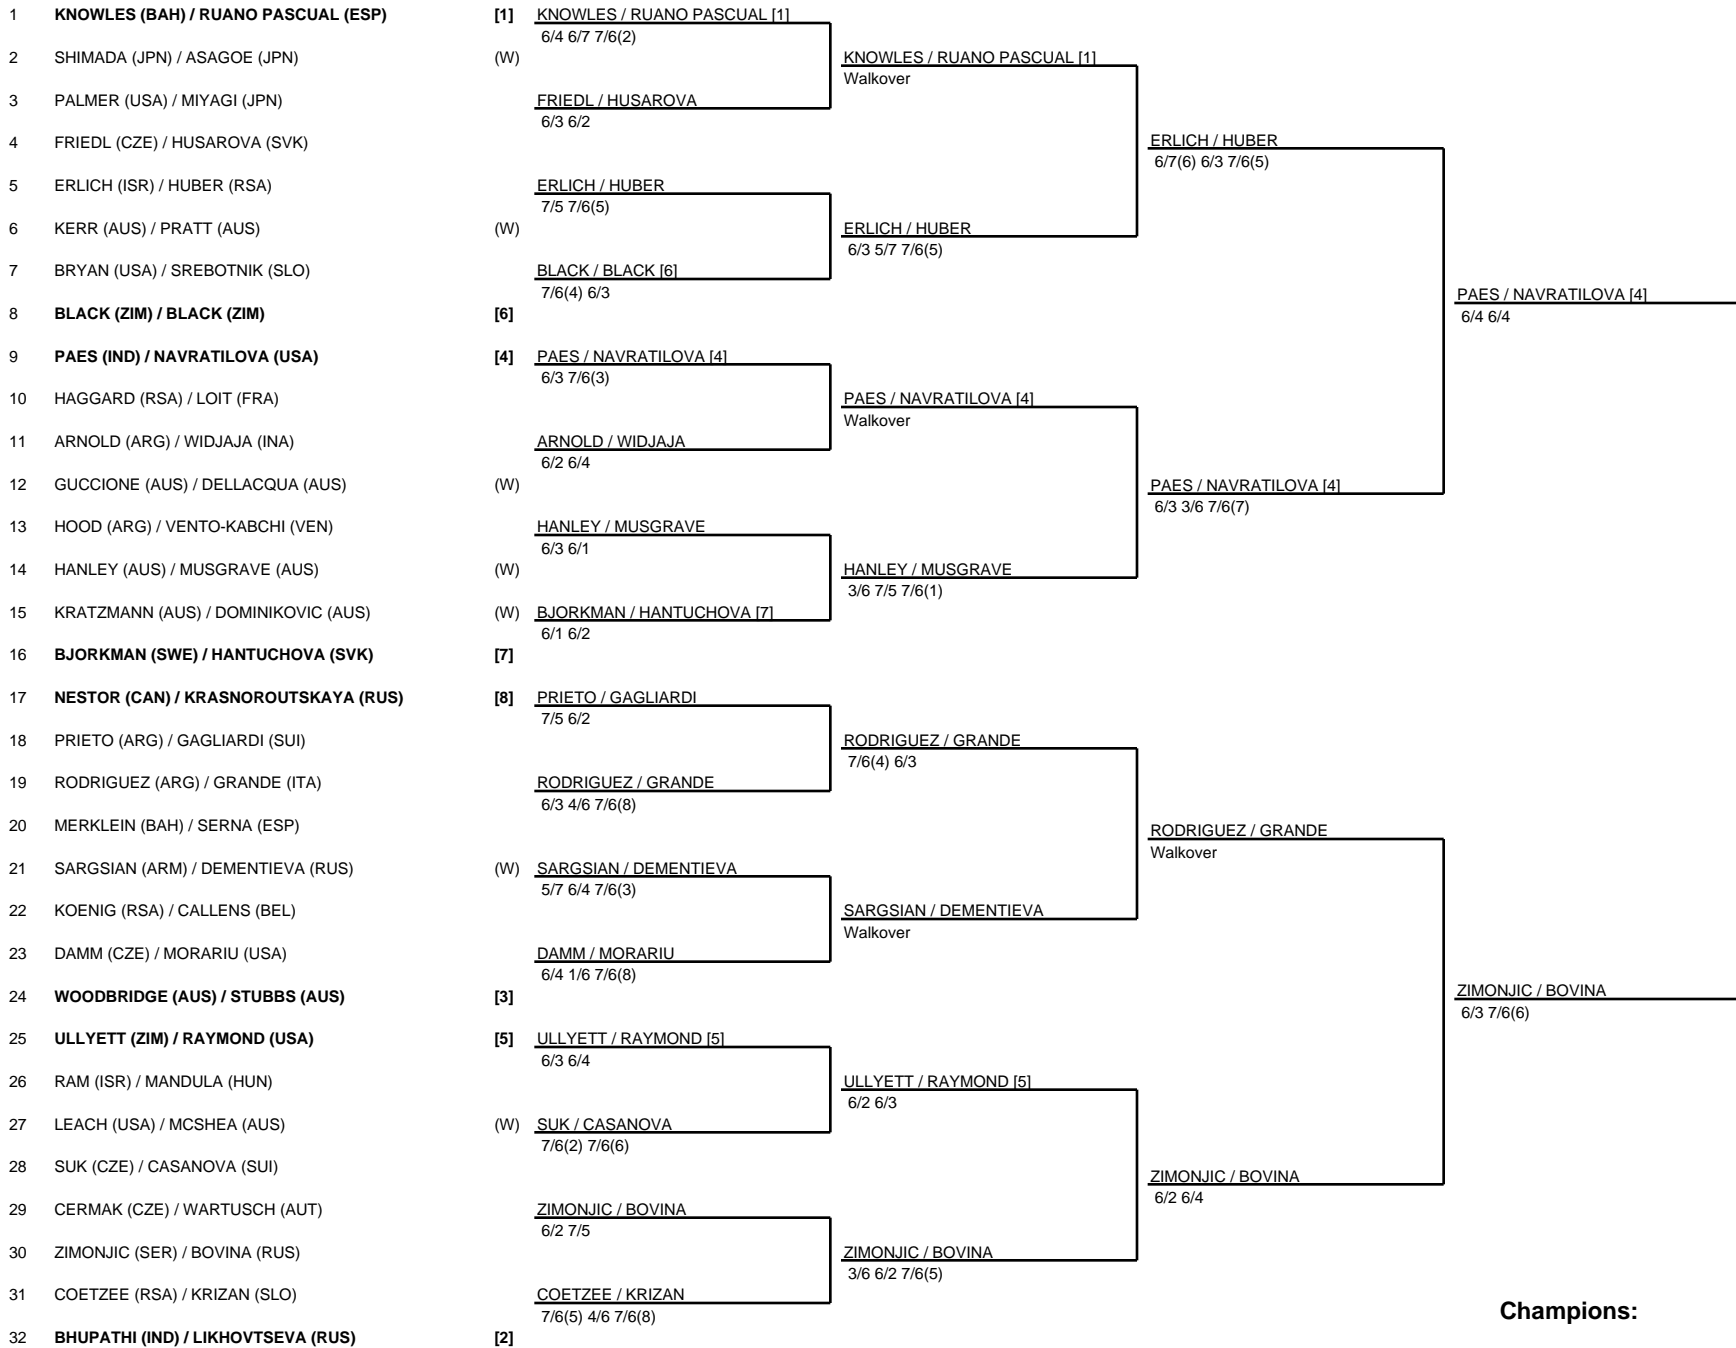 1 KNOWLES (BAH) / RUANO PASCUAL (ESP) [1] KNOWLES / RUANO PASCUAL [1]
6/4 6/7 7/6(2)
2 SHIMADA (JPN) / ASAGOE (JPN) (W) KNOWLES / RUANO PASCUAL [1]
Walkover
3 PALMER (USA) / MIYAGI (JPN) FRIEDL / HUSAROVA
6/3 6/2
4 FRIEDL (CZE) / HUSAROVA (SVK) ERLICH / HUBER
6/7(6) 6/3 7/6(5)
5 ERLICH (ISR) / HUBER (RSA) ERLICH / HUBER
7/5 7/6(5)
6 KERR (AUS) / PRATT (AUS) (W) ERLICH / HUBER
6/3 5/7 7/6(5)
7 BRYAN (USA) / SREBOTNIK (SLO) BLACK / BLACK [6]
7/6(4) 6/3
PAES / NAVRATILOVA [4]
8 BLACK (ZIM) / BLACK (ZIM) [6]
6/4 6/4
9 PAES (IND) / NAVRATILOVA (USA) [4] PAES / NAVRATILOVA [4]
6/3 7/6(3)
10 HAGGARD (RSA) / LOIT (FRA) PAES / NAVRATILOVA [4]
Walkover
11 ARNOLD (ARG) / WIDJAJA (INA) ARNOLD / WIDJAJA
6/2 6/4
12 GUCCIONE (AUS) / DELLACQUA (AUS) (W) PAES / NAVRATILOVA [4]
6/3 3/6 7/6(7)
13 HOOD (ARG) / VENTO-KABCHI (VEN) HANLEY / MUSGRAVE
6/3 6/1
14 HANLEY (AUS) / MUSGRAVE (AUS) (W) HANLEY / MUSGRAVE
3/6 7/5 7/6(1)
15 KRATZMANN (AUS) / DOMINIKOVIC (AUS) (W) BJORKMAN / HANTUCHOVA [7]
6/1 6/2
16 BJORKMAN (SWE) / HANTUCHOVA (SVK) [7]
17 NESTOR (CAN) / KRASNOROUTSKAYA (RUS) [8] PRIETO / GAGLIARDI
7/5 6/2
18 PRIETO (ARG) / GAGLIARDI (SUI) RODRIGUEZ / GRANDE
7/6(4) 6/3
19 RODRIGUEZ (ARG) / GRANDE (ITA) RODRIGUEZ / GRANDE
6/3 4/6 7/6(8)
20 MERKLEIN (BAH) / SERNA (ESP) RODRIGUEZ / GRANDE
Walkover
21 SARGSIAN (ARM) / DEMENTIEVA (RUS) (W) SARGSIAN / DEMENTIEVA
5/7 6/4 7/6(3)
22 KOENIG (RSA) / CALLENS (BEL) SARGSIAN / DEMENTIEVA
Walkover
23 DAMM (CZE) / MORARIU (USA) DAMM / MORARIU
6/4 1/6 7/6(8)
24 WOODBRIDGE (AUS) / STUBBS (AUS) [3] ZIMONJIC / BOVINA
6/3 7/6(6)
25 ULLYETT (ZIM) / RAYMOND (USA) [5] ULLYETT / RAYMOND [5]
6/3 6/4
26 RAM (ISR) / MANDULA (HUN) ULLYETT / RAYMOND [5]
6/2 6/3
27 LEACH (USA) / MCSHEA (AUS) (W) SUK / CASANOVA
7/6(2) 7/6(6)
28 SUK (CZE) / CASANOVA (SUI) ZIMONJIC / BOVINA
6/2 6/4
29 CERMAK (CZE) / WARTUSCH (AUT) ZIMONJIC / BOVINA
6/2 7/5
30 ZIMONJIC (SER) / BOVINA (RUS) ZIMONJIC / BOVINA
3/6 6/2 7/6(5)
31 COETZEE (RSA) / KRIZAN (SLO) COETZEE / KRIZAN
7/6(5) 4/6 7/6(8)
Champions:
32 BHUPATHI (IND) / LIKHOVTSEVA (RUS) [2]